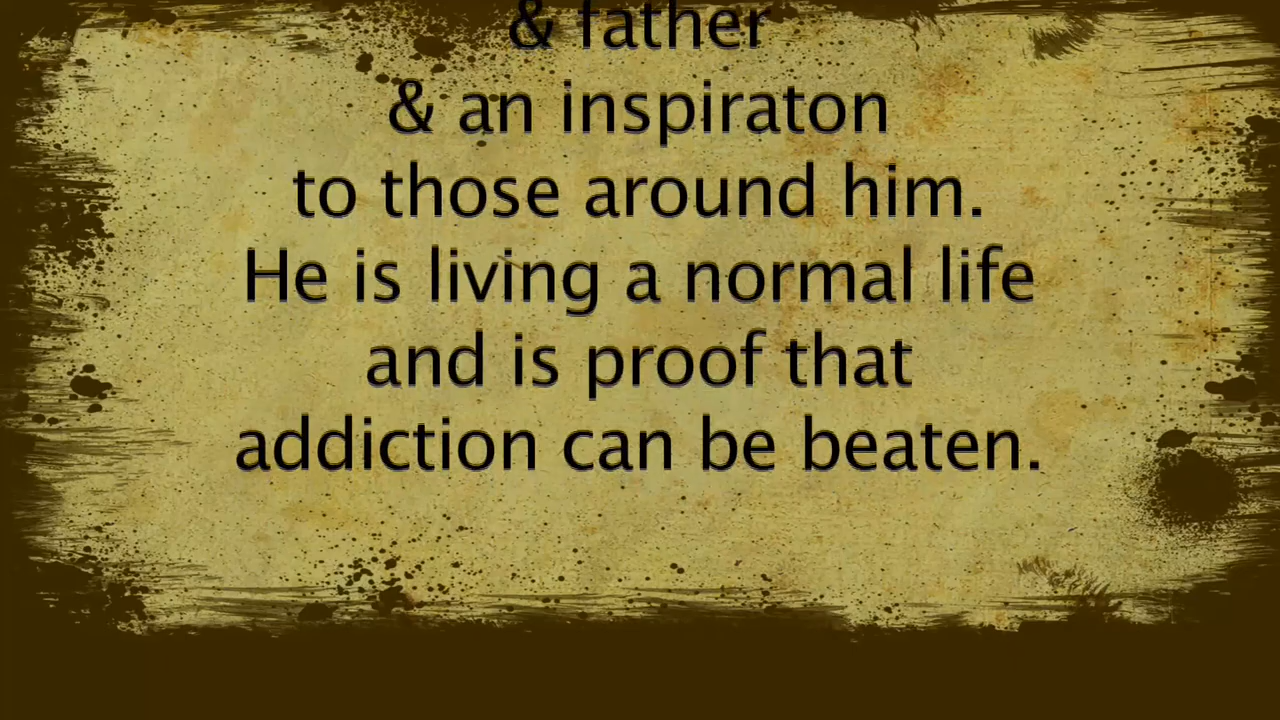 & father
& an inspiraton
to those around him.
He is living a normal life
and is proof that
addiction can be beaten.